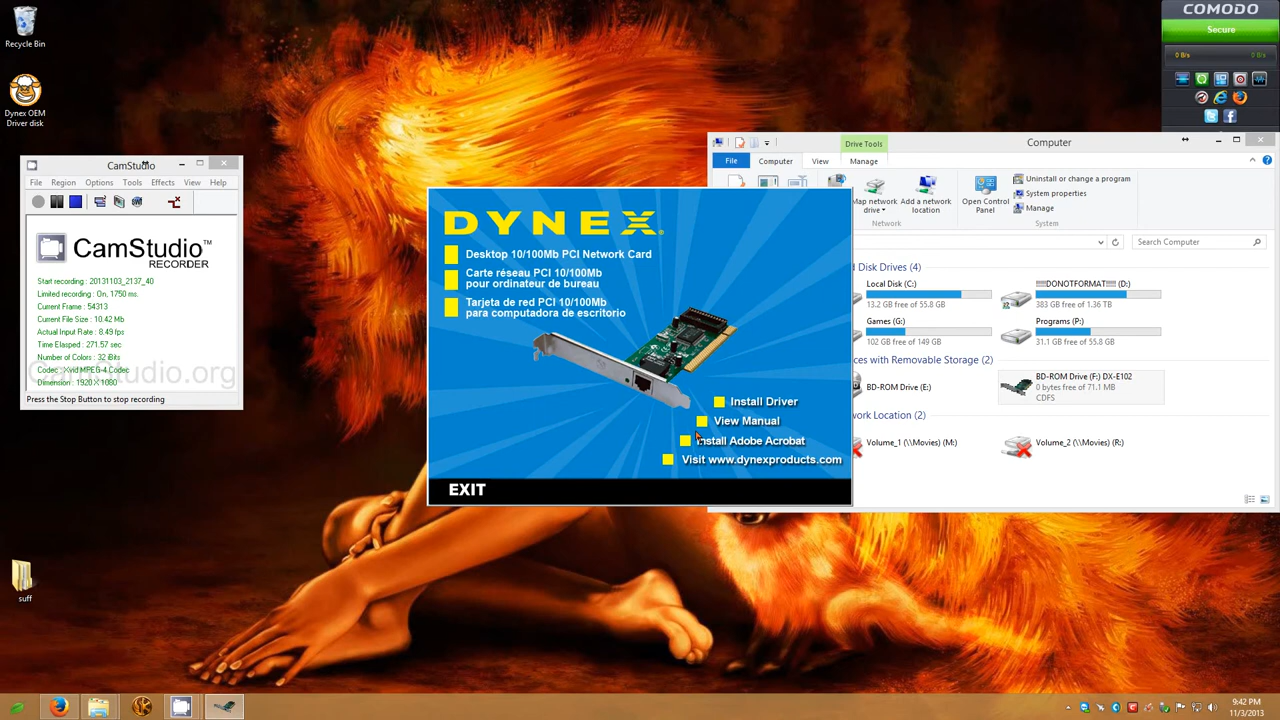 Recycle Bin
Dynex OEM
Driver disk
suff
CamStudio
File Region Options Tools Effects View Help
CamStudio™
RECORDER
Start recording : 20131103_2137_40
Limited recording : On, 1750 ms.
Current Frame : 54313
Current File Size : 10.42 Mb
Actual Input Rate : 8.49 fps
Time Elasped : 271.57 sec
Number of Colors : 32 Bits
Codec : Xvid MPEG-4 Codec
Dimension : 1920 X 1080
CamStudio.org
Press the Stop Button to stop recording
DYNEX®
Desktop 10/100Mb PCI Network Card
Carte réseau PCI 10/100Mb
pour ordinateur de bureau
Tarjeta de red PCI 10/100Mb
para computadora de escritorio
Install Driver
View Manual
Install Adobe Acrobat
Visit www.dynexproducts.com
EXIT
Drive Tools
Computer
File Computer View Manage
Map network
drive
Add a network
location
Network
Open Control
Panel
Uninstall or change a program
System properties
Manage
System
Search Computer
d Disk Drives (4)
Local Disk (C:)
13.2 GB free of 55.8 GB
DONOTFORMAT (D:)
383 GB free of 1.36 TB
Games (G:)
102 GB free of 149 GB
Programs (P:)
31.1 GB free of 55.8 GB
ces with Removable Storage (2)
BD-ROM Drive (E:)
BD-ROM Drive (F:) DX-E102
0 bytes free of 71.1 MB
CDFS
work Location (2)
Volume_1 (\\Movies) (M:)
Volume_2 (\\Movies) (R:)
COMODO
Secure
0 B/s 0 B/s
9:42 PM
11/3/2013